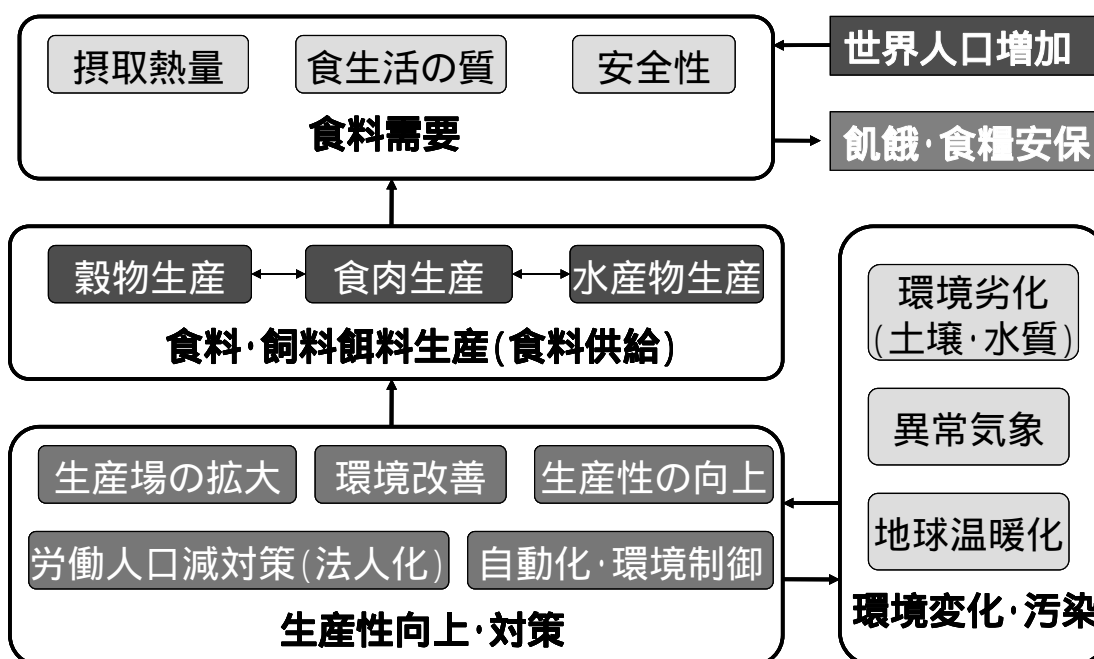 摂取熱量
食生活の質
安全性
食料需要
世界人口増加
飢餓·食糧安保
穀物生産
食肉生産
水産物生産
食料·飼料餌料生産(食料供給)
生産場の拡大
環境改善
生産性の向上
労働人口減対策(法人化)
自動化·環境制御
生産性向上·対策
環境劣化
(土壌·水質)
異常気象
地球温暖化
環境変化·汚染